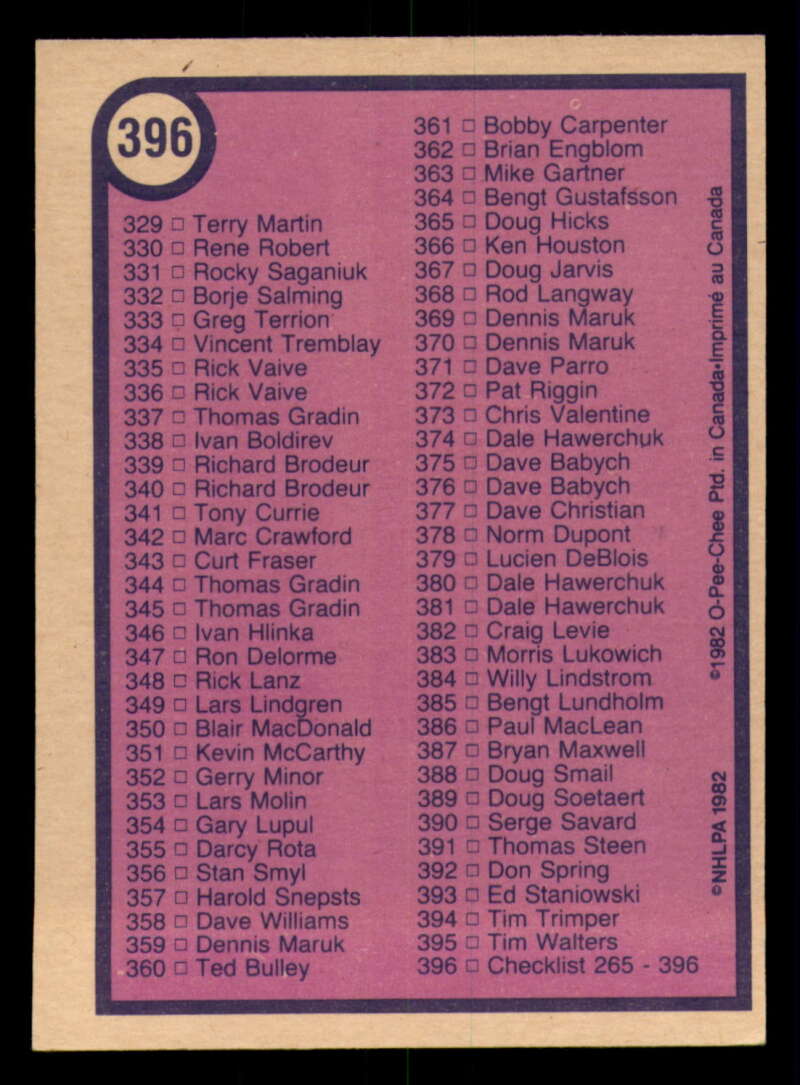 396
329 □ Terry Martin
330 □ Rene Robert
331 □ Rocky Saganiuk
332 □ Borje Salming
333 □ Greg Terrion
334 □ Vincent Tremblay
335 □ Rick Vaive
336 □ Rick Vaive
337 □ Thomas Gradin
338 □ Ivan Boldirev
339 □ Richard Brodeur
340 □ Richard Brodeur
341 □ Tony Currie
342 □ Marc Crawford
343 □ Curt Fraser
344 □ Thomas Gradin
345 □ Thomas Gradin
346 □ Ivan Hlinka
347 □ Ron Delorme
348 □ Rick Lanz
349 □ Lars Lindgren
350 □ Blair MacDonald
351 □ Kevin McCarthy
352 □ Gerry Minor
353 □ Lars Molin
354 □ Gary Lupul
355 □ Darcy Rota
356 □ Stan Smyl
357 □ Harold Snepsts
358 □ Dave Williams
359 □ Dennis Maruk
360 □ Ted Bulley
361 □ Bobby Carpenter
362 □ Brian Engblom
363 □ Mike Gartner
364 □ Bengt Gustafsson
365 □ Doug Hicks
366 □ Ken Houston
367 □ Doug Jarvis
368 □ Rod Langway
369 □ Dennis Maruk
370 □ Dennis Maruk
371 □ Dave Parro
372 □ Pat Riggin
373 □ Chris Valentine
374 □ Dale Hawerchuk
375 □ Dave Babych
376 □ Dave Babych
377 □ Dave Christian
378 □ Norm Dupont
379 □ Lucien DeBlois
380 □ Dale Hawerchuk
381 □ Dale Hawerchuk
382 □ Craig Levie
383 □ Morris Lukowich
384 □ Willy Lindstrom
385 □ Bengt Lundholm
386 □ Paul MacLean
387 □ Bryan Maxwell
388 □ Doug Smail
389 □ Doug Soetaert
390 □ Serge Savard
391 □ Thomas Steen
392 □ Don Spring
393 □ Ed Staniowski
394 □ Tim Trimper
395 □ Tim Walters
396 □ Checklist 265 - 396
©NHLPA 1982 ©1982 O-Pee-Chee Ptd. in Canada•Imprimé au Canada